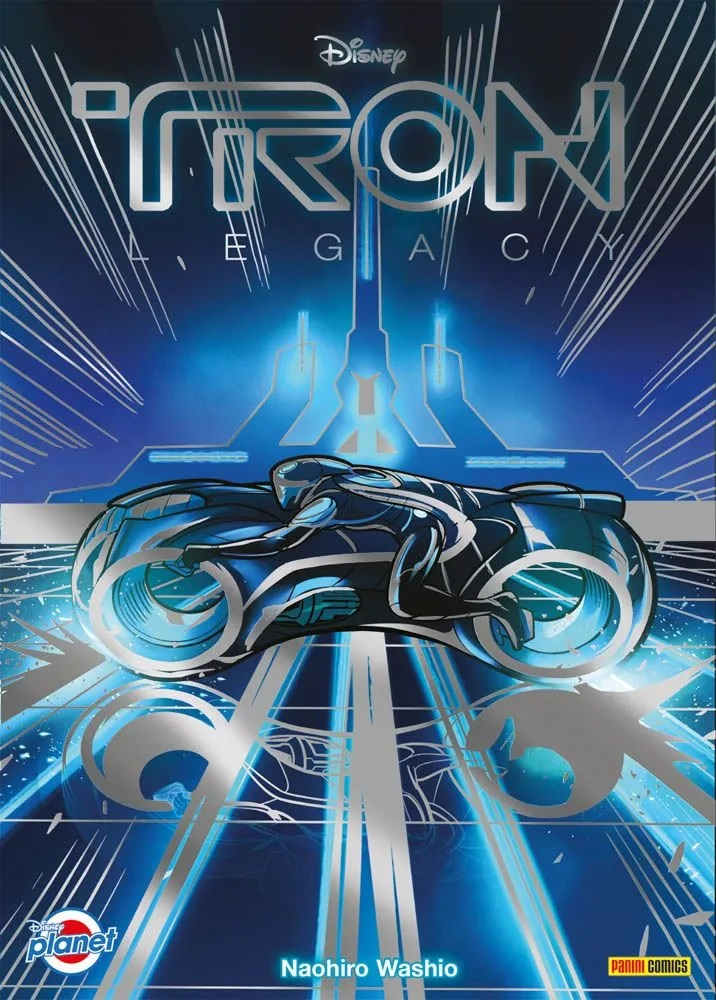 Disney
TRON
LEGACY
Disney
planet
Naohiro Washio
PANINI COMICS